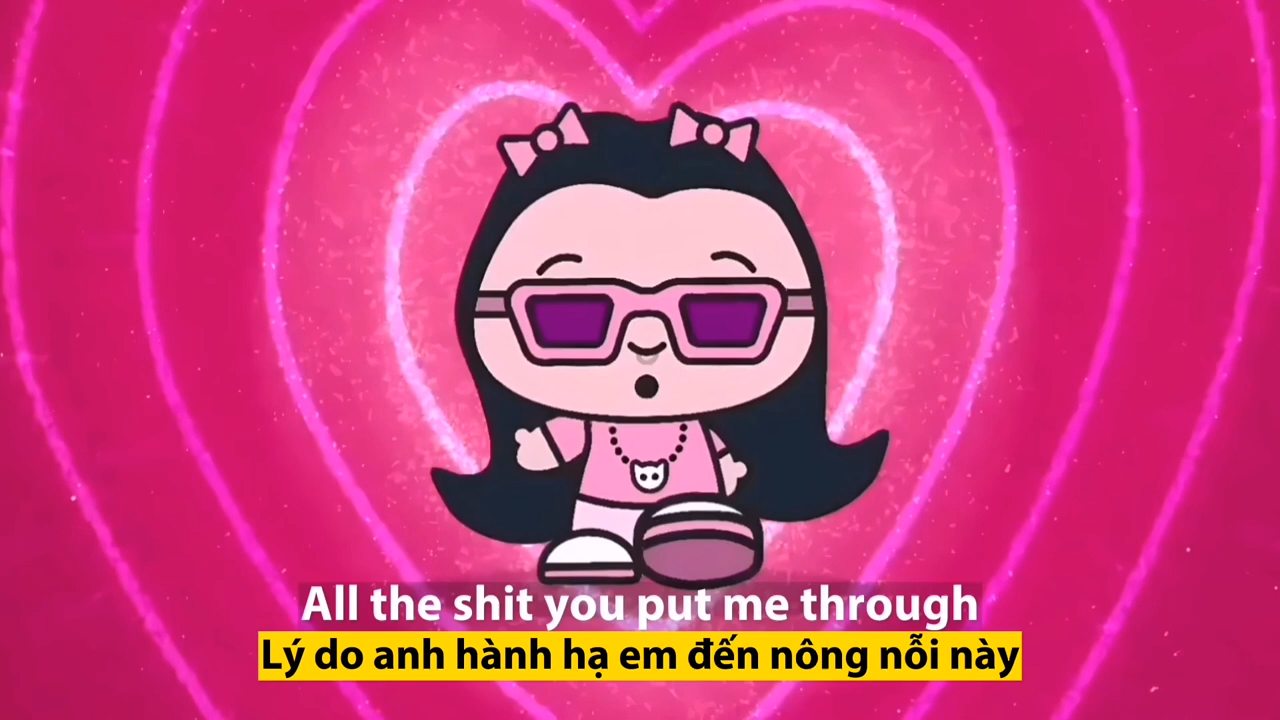 All the shit you put me through
Lý do anh hành hạ em đến nông nỗi này